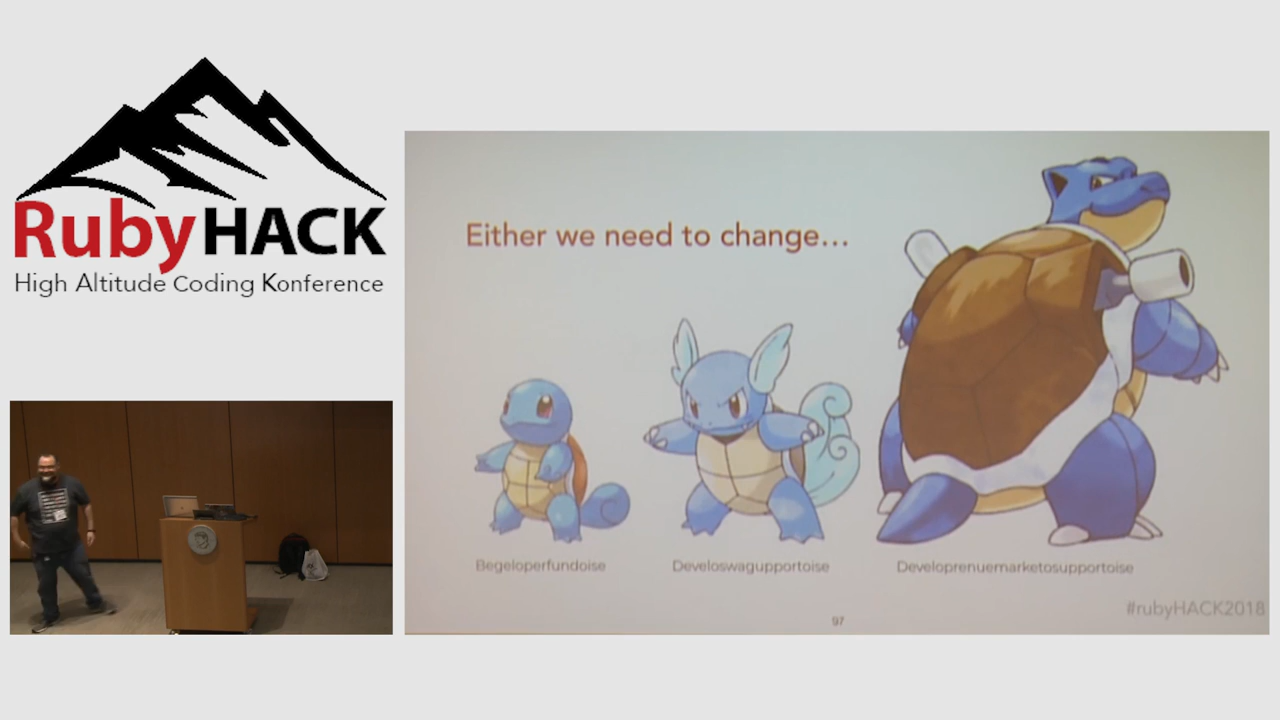 RubyHACK
High Altitude Coding Konference
Either we need to change...
Begeloperfundoise
Develoswagupportoise
Developrenuemarketosupportoise
#rubyHACK2018
97